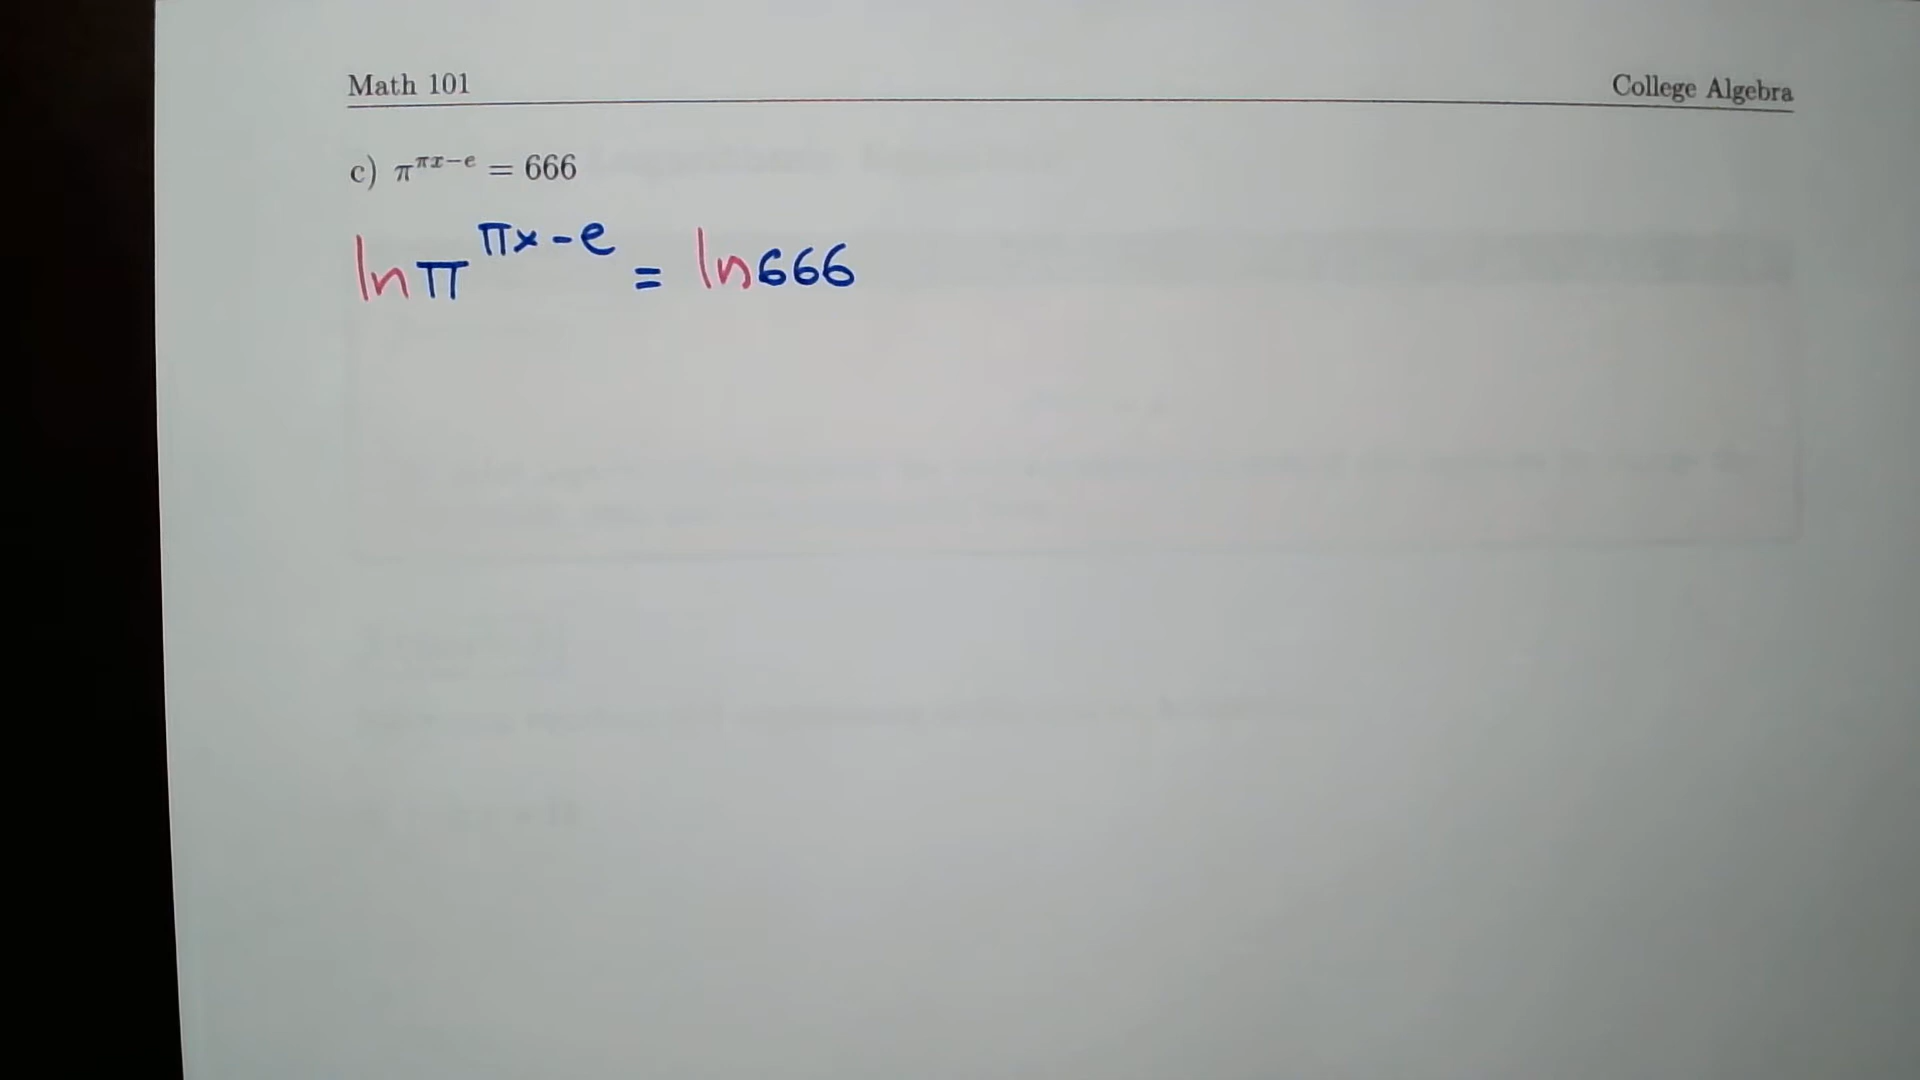 Math 101 College Algebra
c) π^{πx−e} = 666
ln π^{πx-e} = ln 666